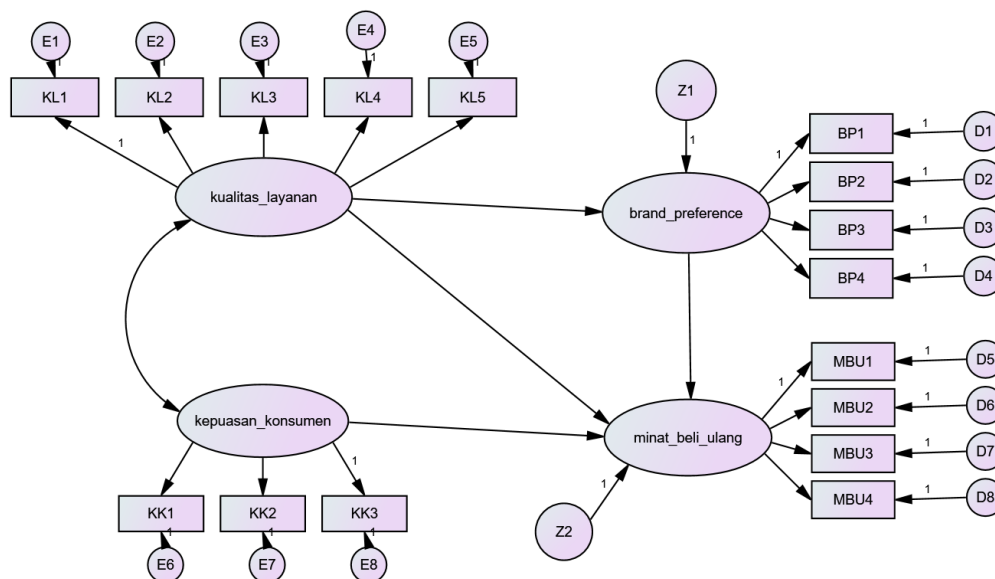 E1
E2
E3
E4
E5
1
1
1
1
1
KL1
KL2
KL3
KL4
KL5
1
kualitas_layanan
Z1
1
brand_preference
1
BP1
1
D1
BP2
1
D2
BP3
1
D3
BP4
1
D4
kepuasan_konsumen
1
KK1
KK2
KK3
1
1
1
E6
E7
E8
minat_beli_ulang
1
Z2
1
MBU1
1
D5
MBU2
1
D6
MBU3
1
D7
MBU4
1
D8